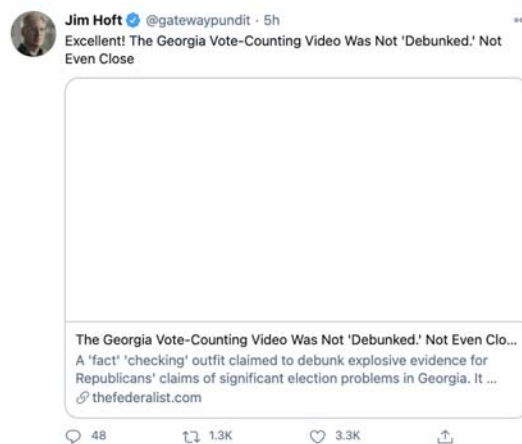 Jim Hoft @gatewaypundit · 5h
Excellent! The Georgia Vote-Counting Video Was Not 'Debunked.' Not
Even Close
The Georgia Vote-Counting Video Was Not 'Debunked.' Not Even Clo...
A 'fact' 'checking' outfit claimed to debunk explosive evidence for
Republicans' claims of significant election problems in Georgia. It ...
thefederalist.com
48 1.3K 3.3K